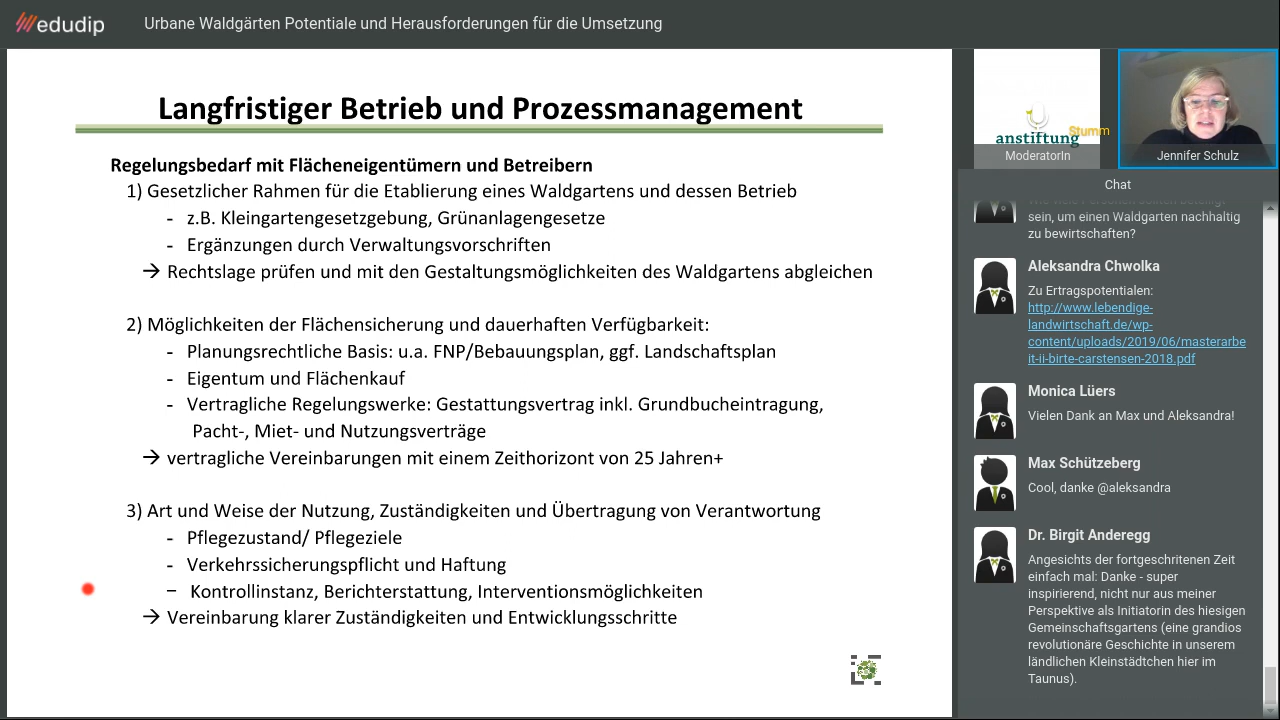 edudip
Urbane Waldgärten Potentiale und Herausforderungen für die Umsetzung
Langfristiger Betrieb und Prozessmanagement
Regelungsbedarf mit Flächeneigentümern und Betreibern
1) Gesetzlicher Rahmen für die Etablierung eines Waldgartens und dessen Betrieb
- z.B. Kleingartengesetzgebung, Grünanlagengesetze
- Ergänzungen durch Verwaltungsvorschriften
→ Rechtslage prüfen und mit den Gestaltungsmöglichkeiten des Waldgartens abgleichen
2) Möglichkeiten der Flächensicherung und dauerhaften Verfügbarkeit:
- Planungsrechtliche Basis: u.a. FNP/Bebauungsplan, ggf. Landschaftsplan
- Eigentum und Flächenkauf
- Vertragliche Regelungswerke: Gestattungsvertrag inkl. Grundbucheintragung,
Pacht-, Miet- und Nutzungsverträge
→ vertragliche Vereinbarungen mit einem Zeithorizont von 25 Jahren+
3) Art und Weise der Nutzung, Zuständigkeiten und Übertragung von Verantwortung
- Pflegezustand/ Pflegeziele
- Verkehrssicherungspflicht und Haftung
− Kontrollinstanz, Berichterstattung, Interventionsmöglichkeiten
→ Vereinbarung klarer Zuständigkeiten und Entwicklungsschritte
anstiftung
Stumm
ModeratorIn
Jennifer Schulz
Chat
sein, um einen Waldgarten nachhaltig
zu bewirtschaften?
Aleksandra Chwolka
Zu Ertragspotentialen:
http://www.lebendige-
landwirtschaft.de/wp-
content/uploads/2019/06/masterarbe
it-ii-birte-carstensen-2018.pdf
Monica Lüers
Vielen Dank an Max und Aleksandra!
Max Schützeberg
Cool, danke @aleksandra
Dr. Birgit Anderegg
Angesichts der fortgeschritenen Zeit
einfach mal: Danke - super
inspirierend, nicht nur aus meiner
Perspektive als Initiatorin des hiesigen
Gemeinschaftsgartens (eine grandios
revolutionäre Geschichte in unserem
ländlichen Kleinstädtchen hier im
Taunus).